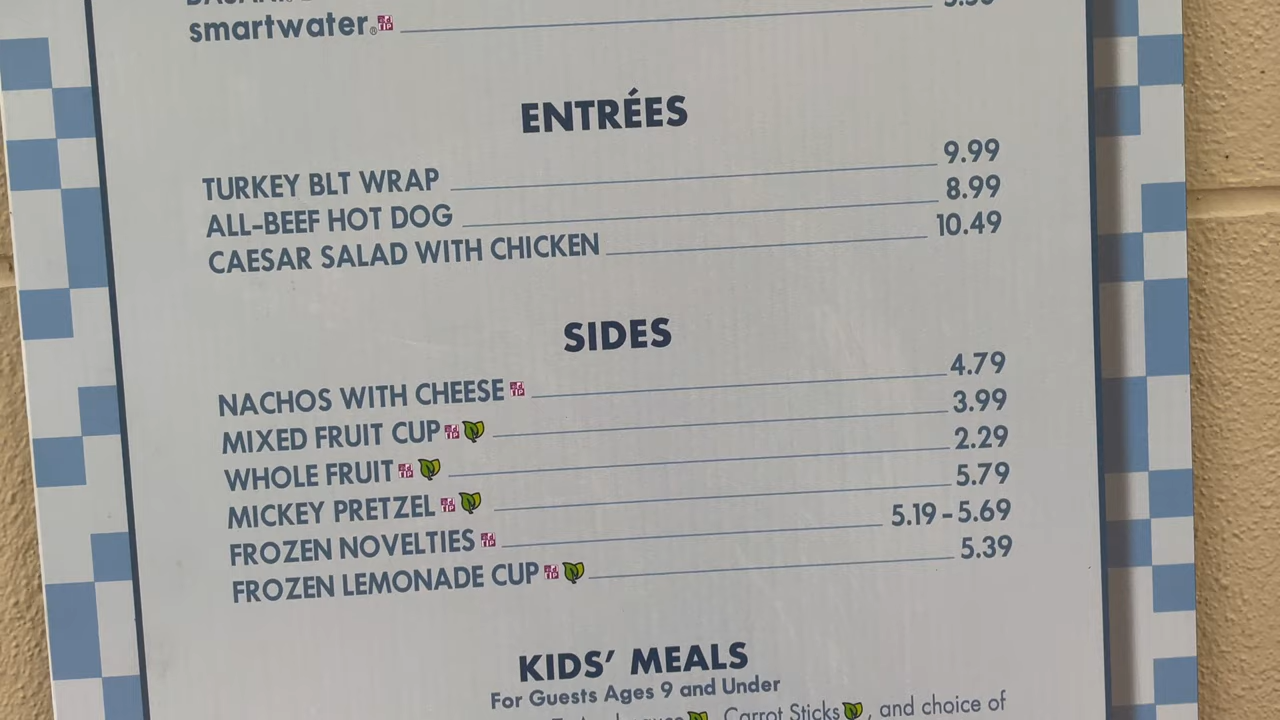 smartwater®
ENTRÉES
TURKEY BLT WRAP 9.99
ALL-BEEF HOT DOG 8.99
CAESAR SALAD WITH CHICKEN 10.49
SIDES
NACHOS WITH CHEESE 4.79
MIXED FRUIT CUP 3.99
WHOLE FRUIT 2.29
MICKEY PRETZEL 5.79
FROZEN NOVELTIES 5.19-5.69
FROZEN LEMONADE CUP 5.39
KIDS' MEALS
For Guests Ages 9 and Under
Carrot Sticks, and choice of